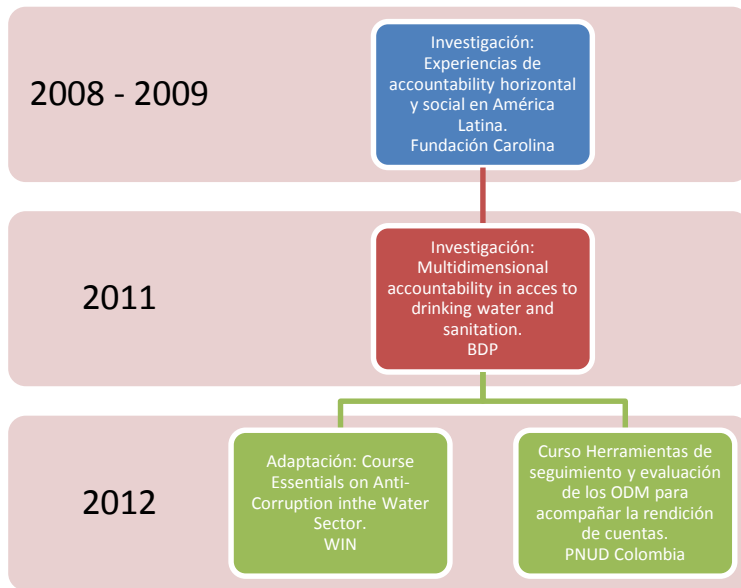 2008 - 2009
Investigación:
Experiencias de
accountability horizontal
y social en América
Latina.
Fundación Carolina
2011
Investigación:
Multidimensional
accountability in acces to
drinking water and
sanitation.
BDP
2012
Adaptación: Course
Essentials on Anti-
Corruption inthe Water
Sector.
WIN
Curso Herramientas de
seguimiento y evaluación
de los ODM para
acompañar la rendición
de cuentas.
PNUD Colombia